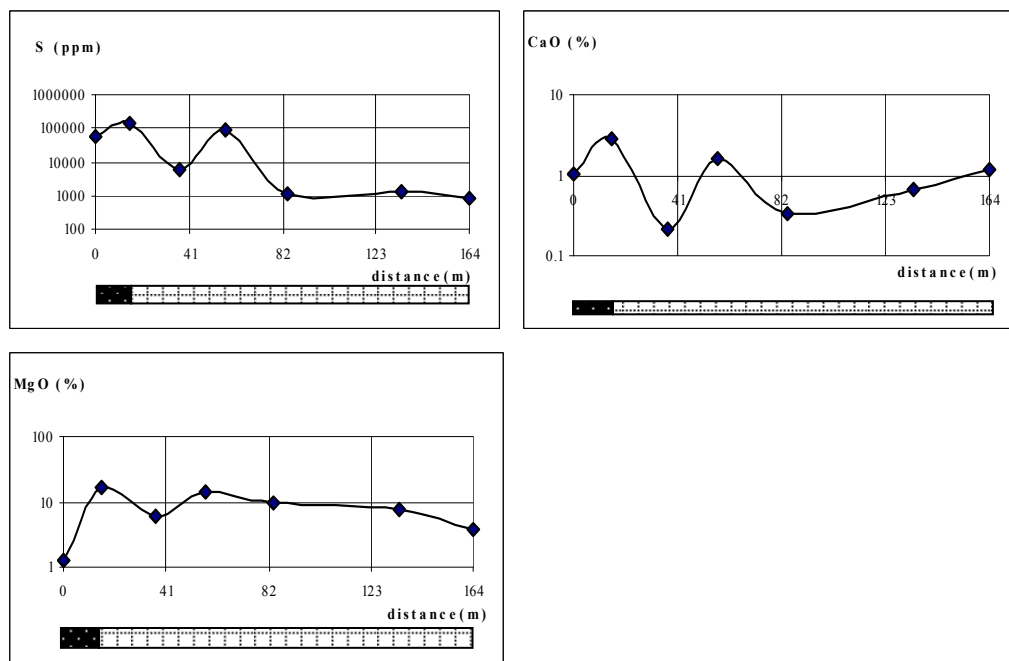 S (ppm)
1000000
100000
10000
1000
100
0 41 82 123 164
distance(m)
CaO (%)
10
1
0 41 82 123 164
0.1
distance(m)
MgO (%)
100
10
1
0 41 82 123 164
distance(m)